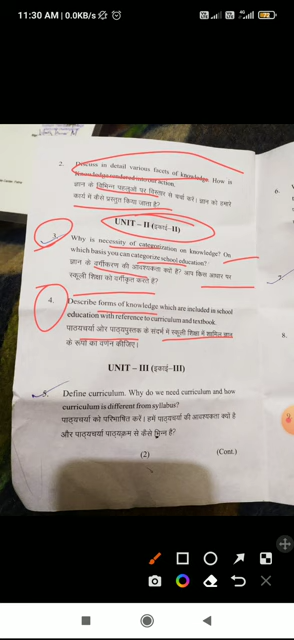 11:30 AM | 0.0KB/s
2. Discuss in detail various facets of knowledge. How is
Knowledge rendered into our action.
ज्ञान के विभिन्न पहलुओं पर विस्तार में चर्चा करें। ज्ञान को हमारे
कार्य में कैसे प्रस्तुत किया जाता है?
UNIT – II (इकाई-II)
3. Why is necessity of categorization on knowledge? On
which basis you can categorize school education?
ज्ञान के वर्गीकरण की आवश्यकता क्यों है? आप किस आधार पर
स्कूली शिक्षा को वर्गीकृत करते है?
4. Describe forms of knowledge which are included in school
education with reference to curriculum and textbook.
पाठ्यचर्या ओर पाठ्यपुस्तक के संदर्भ में स्कूली शिक्षा में शामिल ज्ञान
के रूपों का वर्णन कीजिए।
UNIT – III (इकाई-III)
5. Define curriculum. Why do we need curriculum and how
curriculum is different from syllabus?
पाठ्यचर्या को परिभाषित करें। हमें पाठ्यचर्या की आवश्यकता क्यों है
और पाठ्यचर्या पाठ्यक्रम से कैसे भिन्न है?
(2) (Cont.)
6.
8.